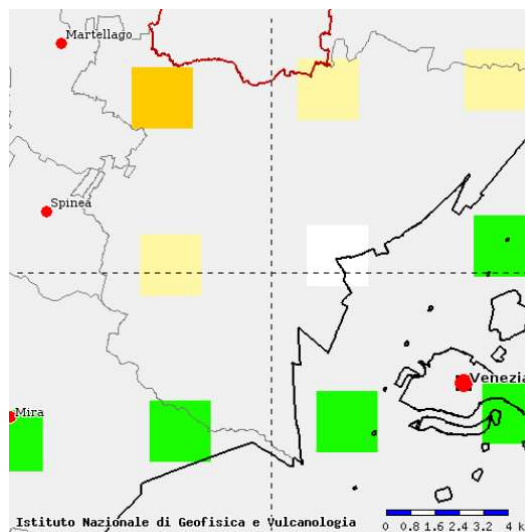 Martellago
Spinea
Venezia
Mira
Istituto Nazionale di Geofisica e Vulcanologia
0 0.8 1.6 2.4 3.2 4 k